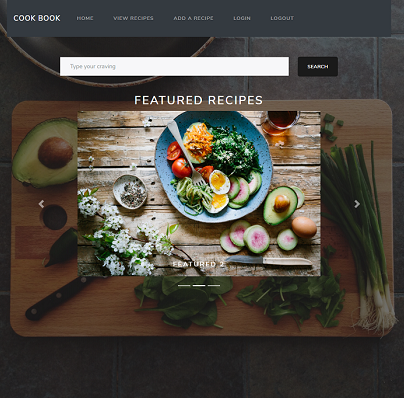 COOK BOOK HOME VIEW RECIPES ADD A RECIPE LOGIN LOGOUT
Type your craving SEARCH
FEATURED RECIPES
FEATURED 2